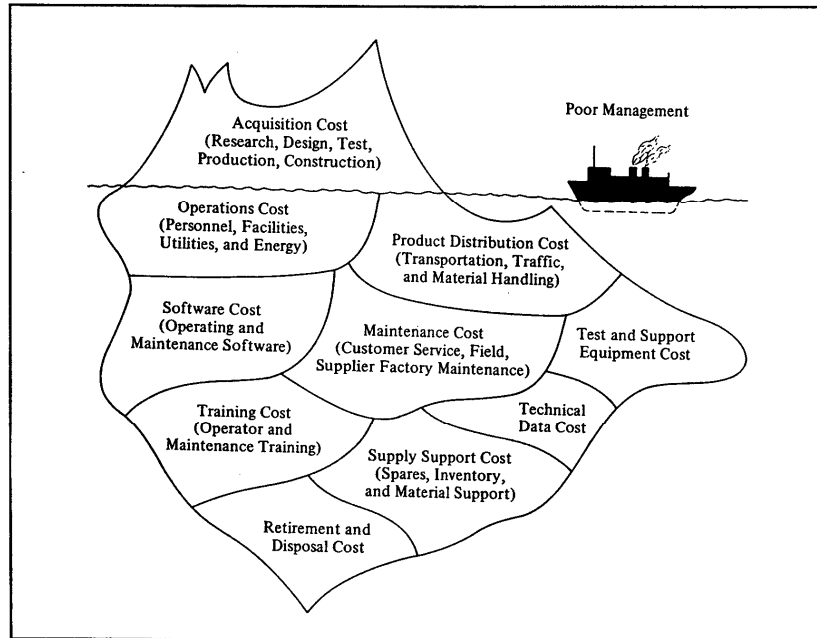 Poor Management
Acquisition Cost
(Research, Design, Test,
Production, Construction)
Operations Cost
(Personnel, Facilities,
Utilities, and Energy)
Product Distribution Cost
(Transportation, Traffic,
and Material Handling)
Software Cost
(Operating and
Maintenance Software)
Maintenance Cost
(Customer Service, Field,
Supplier Factory Maintenance)
Test and Support
Equipment Cost
Training Cost
(Operator and
Maintenance Training)
Technical
Data Cost
Supply Support Cost
(Spares, Inventory,
and Material Support)
Retirement and
Disposal Cost